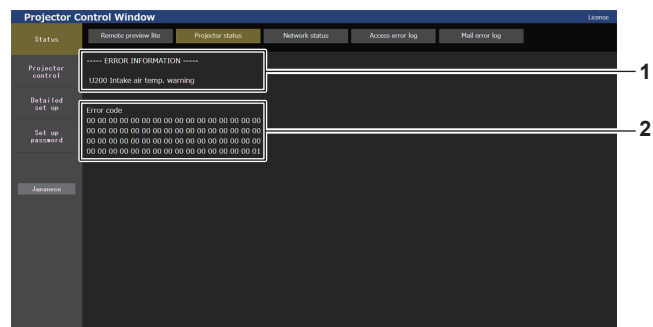 Projector Control Window
License
Status
Remote preview lite
Projector status
Network status
Access error log
Mail error log
----- ERROR INFORMATION -----
U200 Intake air temp. warning
1
Projector
control
Detailed
set up
Error code
00 00 00 00 00 00 00 00 00 00 00 00 00 00 00 00
00 00 00 00 00 00 00 00 00 00 00 00 00 00 00 00
00 00 00 00 00 00 00 00 00 00 00 00 00 00 00 00
00 00 00 00 00 00 00 00 00 00 00 00 00 00 00 01
2
Set up
password
Japanese